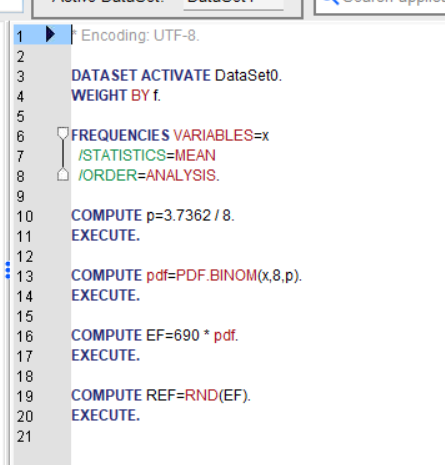 Active DataSet: DataSet1
Search applic
1 * Encoding: UTF-8.
2
3 DATASET ACTIVATE DataSet0.
4 WEIGHT BY f.
5
6 FREQUENCIES VARIABLES=x
7 /STATISTICS=MEAN
8 /ORDER=ANALYSIS.
9
10 COMPUTE p=3.7362 / 8.
11 EXECUTE.
12
13 COMPUTE pdf=PDF.BINOM(x,8,p).
14 EXECUTE.
15
16 COMPUTE EF=690 * pdf.
17 EXECUTE.
18
19 COMPUTE REF=RND(EF).
20 EXECUTE.
21